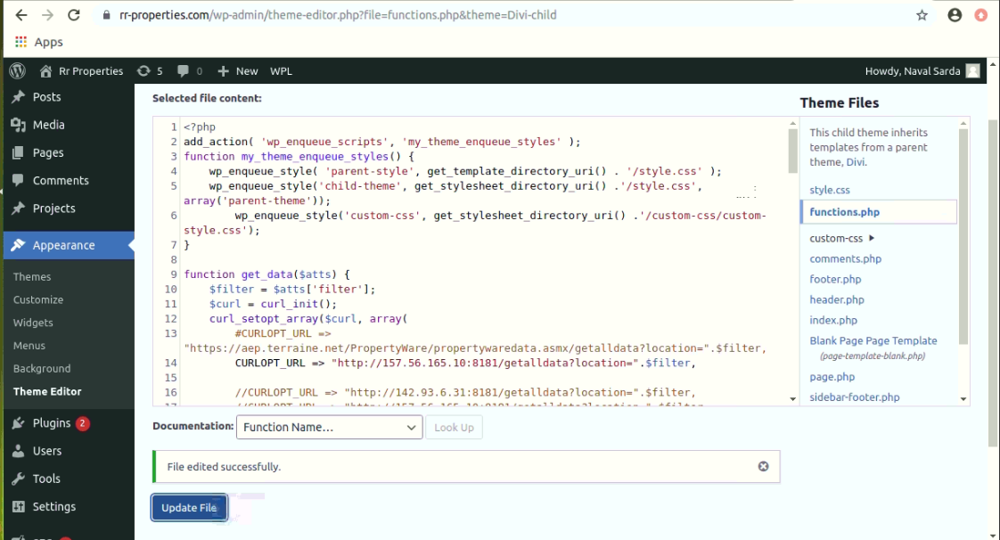 rr-properties.com/wp-admin/theme-editor.php?file=functions.php&theme=Divi-child
Apps
Rr Properties 5 0 New WPL Howdy, Naval Sarda
Posts
Media
Pages
Comments
Projects
Appearance
Themes
Customize
Widgets
Menus
Background
Theme Editor
Plugins 2
Users
Tools
Settings
Selected file content:
1 <?php
2 add_action( 'wp_enqueue_scripts', 'my_theme_enqueue_styles' );
3 function my_theme_enqueue_styles() {
4 wp_enqueue_style( 'parent-style', get_template_directory_uri() . '/style.css' );
5 wp_enqueue_style('child-theme', get_stylesheet_directory_uri() .'/style.css',
array('parent-theme'));
6 wp_enqueue_style('custom-css', get_stylesheet_directory_uri() .'/custom-css/custom-
style.css');
7 }
8
9 function get_data($atts) {
10 $filter = $atts['filter'];
11 $curl = curl_init();
12 curl_setopt_array($curl, array(
13 #CURLOPT_URL =>
"https://aep.terraine.net/PropertyWare/propertywaredata.asmx/getalldata?location=".$filter,
14 CURLOPT_URL => "http://157.56.165.10:8181/getalldata?location=".$filter,
15
16 //CURLOPT_URL => "http://142.93.6.31:8181/getalldata?location=".$filter,
Documentation: Function Name... Look Up
File edited successfully.
Update File
Theme Files
This child theme inherits
templates from a parent
theme, Divi.
style.css
functions.php
custom-css
comments.php
footer.php
header.php
index.php
Blank Page Page Template
(page-template-blank.php)
page.php
sidebar-footer.php